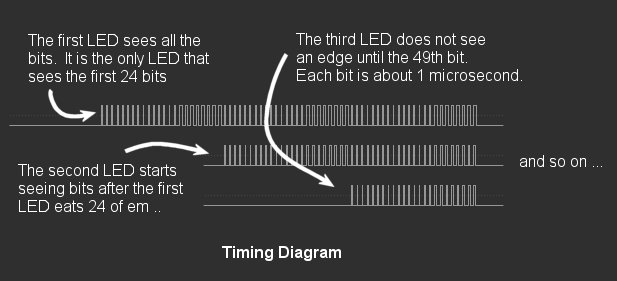 The first LED sees all the
bits.  It is the only LED that
sees the first 24 bits
The third LED does not see
an edge until the 49th bit.
Each bit is about 1 microsecond.
The second LED starts
seeing bits after the first
LED eats 24 of em ..
and so on ...
Timing Diagram